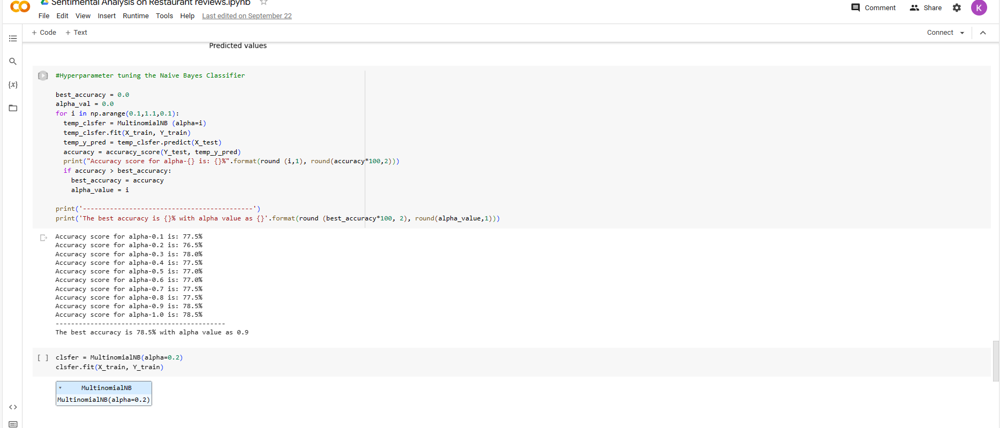 Sentimental Analysis on Restaurant reviews.ipynb
File Edit View Insert Runtime Tools Help Last edited on September 22
Comment Share K
+ Code + Text
Connect
Predicted values
#Hyperparameter tuning the Naive Bayes Classifier
best_accuracy = 0.0
alpha_val = 0.0
for i in np.arange(0.1,1.1,0.1):
  temp_clsfer = MultinomialNB (alpha=i)
  temp_clsfer.fit(X_train, Y_train)
  temp_y_pred = temp_clsfer.predict(X_test)
  accuracy = accuracy_score(Y_test, temp_y_pred)
  print("Accuracy score for alpha-{} is: {}%".format(round (i,1), round(accuracy*100,2)))
  if accuracy > best_accuracy:
    best_accuracy = accuracy
    alpha_value = i
print('--------------------------------------------')
print('The best accuracy is {}% with alpha value as {}'.format(round (best_accuracy*100, 2), round(alpha_value,1)))
Accuracy score for alpha-0.1 is: 77.5%
Accuracy score for alpha-0.2 is: 76.5%
Accuracy score for alpha-0.3 is: 78.0%
Accuracy score for alpha-0.4 is: 77.5%
Accuracy score for alpha-0.5 is: 77.0%
Accuracy score for alpha-0.6 is: 77.0%
Accuracy score for alpha-0.7 is: 77.5%
Accuracy score for alpha-0.8 is: 77.5%
Accuracy score for alpha-0.9 is: 78.5%
Accuracy score for alpha-1.0 is: 78.5%
--------------------------------------------
The best accuracy is 78.5% with alpha value as 0.9
[ ] clsfer = MultinomialNB(alpha=0.2)
clsfer.fit(X_train, Y_train)
MultinomialNB
MultinomialNB(alpha=0.2)